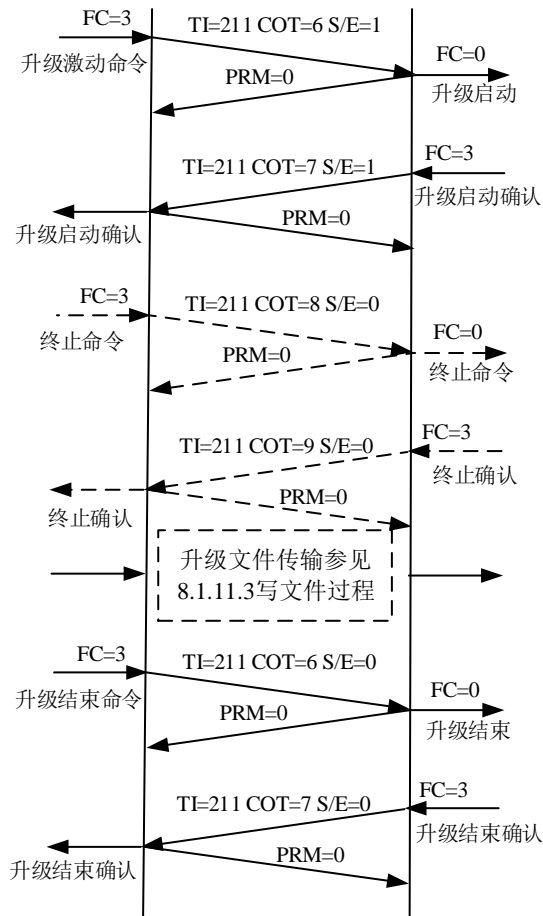 FC=3
TI=211 COT=6 S/E=1
升级激动命令
PRM=0
FC=0
升级启动
TI=211 COT=7 S/E=1
FC=3
升级启动确认
升级启动确认
PRM=0
FC=3
TI=211 COT=8 S/E=0
终止命令
PRM=0
FC=0
终止命令
TI=211 COT=9 S/E=0
FC=3
终止确认
终止确认
PRM=0
升级文件传输参见
8.1.11.3写文件过程
FC=3
TI=211 COT=6 S/E=0
升级结束命令
PRM=0
FC=0
升级结束
TI=211 COT=7 S/E=0
FC=3
升级结束确认
升级结束确认
PRM=0